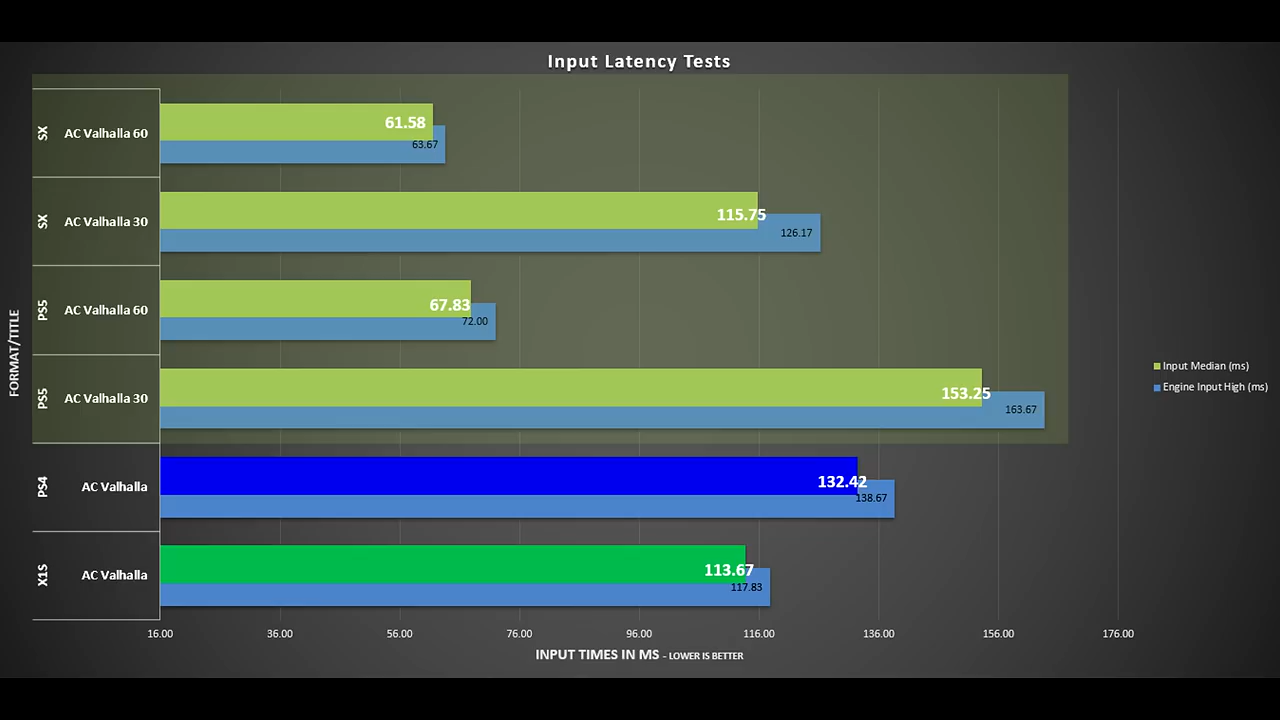 Input Latency Tests
SX AC Valhalla 60 61.58
63.67
SX AC Valhalla 30 115.75
126.17
PS5 AC Valhalla 60 67.83
72.00
PS5 AC Valhalla 30 153.25
163.67
PS4 AC Valhalla 132.42
138.67
X1S AC Valhalla 113.67
117.83
FORMAT/TITLE
Input Median (ms)
Engine Input High (ms)
16.00 36.00 56.00 76.00 96.00 116.00 136.00 156.00 176.00
INPUT TIMES IN MS - LOWER IS BETTER